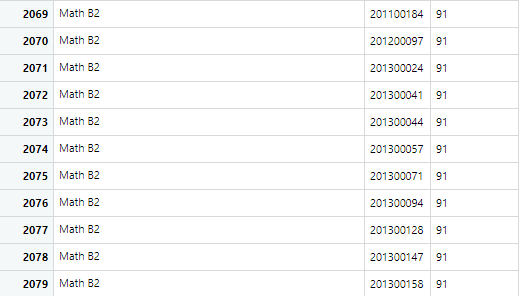 2069 Math B2 201100184 91
2070 Math B2 201200097 91
2071 Math B2 201300024 91
2072 Math B2 201300041 91
2073 Math B2 201300044 91
2074 Math B2 201300057 91
2075 Math B2 201300071 91
2076 Math B2 201300094 91
2077 Math B2 201300128 91
2078 Math B2 201300147 91
2079 Math B2 201300158 91